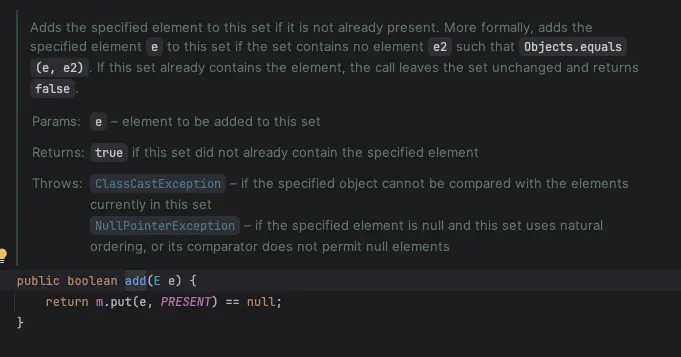 Adds the specified element to this set if it is not already present. More formally, adds the
specified element e to this set if the set contains no element e2 such that Objects.equals
(e, e2). If this set already contains the element, the call leaves the set unchanged and returns
false.
Params: e – element to be added to this set
Returns: true if this set did not already contain the specified element
Throws: ClassCastException – if the specified object cannot be compared with the elements
currently in this set
NullPointerException – if the specified element is null and this set uses natural
ordering, or its comparator does not permit null elements
public boolean add(E e) {
return m.put(e, PRESENT) == null;
}